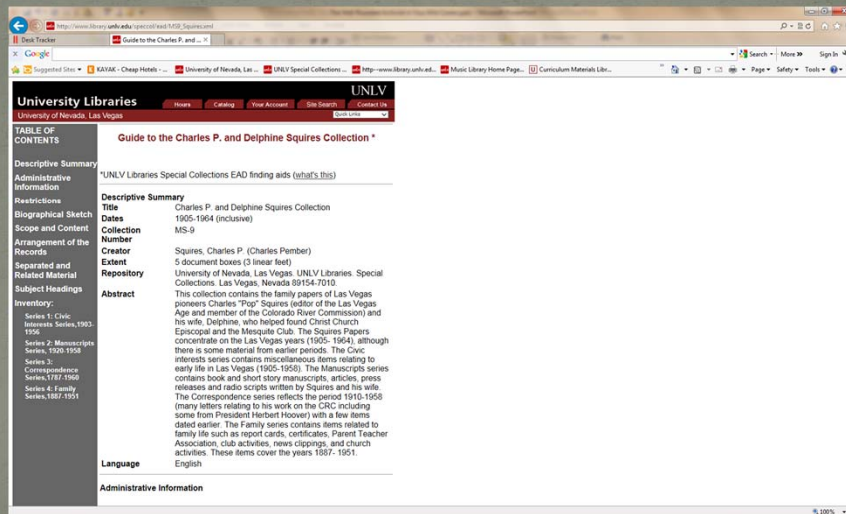 http://www.library.unlv.edu/speccol/ead/MS9_Squires.xml
Desk Tracker
Guide to the Charles P. and ...
x Google
Search
More »
Sign In
Suggested Sites
KAYAK - Cheap Hotels - ...
University of Nevada, Las ...
UNLV Special Collections ...
http--www.library.unlv.ed...
Music Library Home Page...
Curriculum Materials Libr...
Page
Safety
Tools
UNLV
University Libraries
Hours
Catalog
Your Account
Site Search
Contact Us
University of Nevada, Las Vegas
Quick Links
TABLE OF
CONTENTS
Descriptive Summary
Administrative
Information
Restrictions
Biographical Sketch
Scope and Content
Arrangement of the
Records
Separated and
Related Material
Subject Headings
Inventory:
Series 1: Civic
Interests Series,1903-
1956
Series 2: Manuscripts
Series, 1920-1958
Series 3:
Correspondence
Series,1787-1960
Series 4: Family
Series,1887-1951
Guide to the Charles P. and Delphine Squires Collection *
*UNLV Libraries Special Collections EAD finding aids (what's this)
Descriptive Summary
Title Charles P. and Delphine Squires Collection
Dates 1905-1964 (inclusive)
Collection Number MS-9
Creator Squires, Charles P. (Charles Pember)
Extent 5 document boxes (3 linear feet)
Repository University of Nevada, Las Vegas. UNLV Libraries. Special
Collections. Las Vegas, Nevada 89154-7010.
Abstract This collection contains the family papers of Las Vegas
pioneers Charles "Pop" Squires (editor of the Las Vegas
Age and member of the Colorado River Commission) and
his wife, Delphine, who helped found Christ Church
Episcopal and the Mesquite Club. The Squires Papers
concentrate on the Las Vegas years (1905- 1964), although
there is some material from earlier periods. The Civic
interests series contains miscellaneous items relating to
early life in Las Vegas (1905-1958). The Manuscripts series
contains book and short story manuscripts, articles, press
releases and radio scripts written by Squires and his wife.
The Correspondence series reflects the period 1910-1958
(many letters relating to his work on the CRC including
some from President Herbert Hoover) with a few items
dated earlier. The Family series contains items related to
family life such as report cards, certificates, Parent Teacher
Association, club activities, news clippings, and church
activities. These items cover the years 1887- 1951.
Language English
Administrative Information
100%